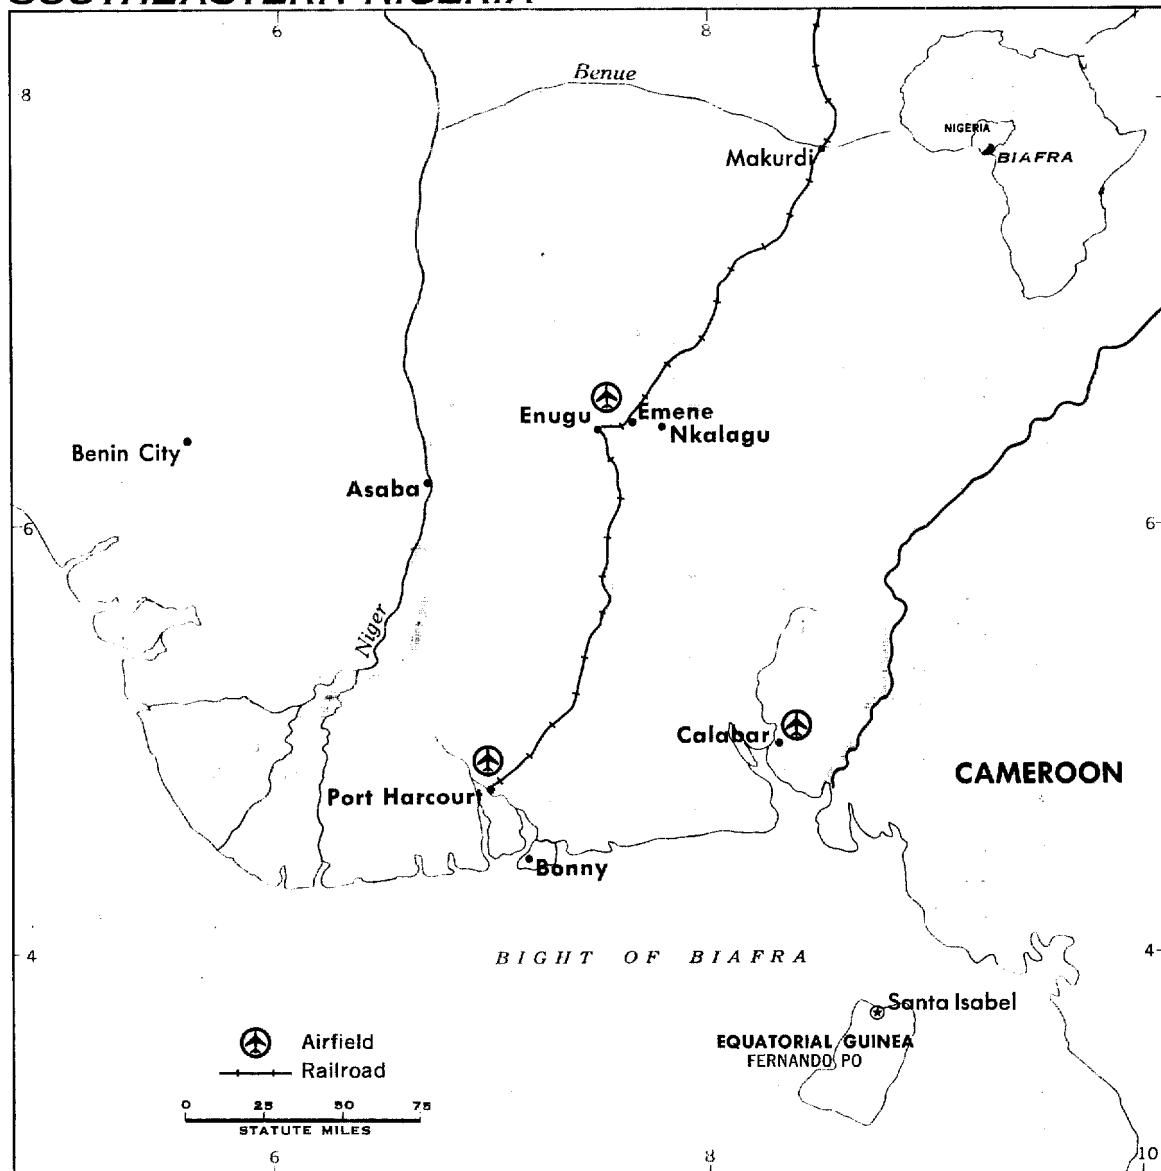 SOUTHEASTERN NIGERIA
6
8
8
Benue
NIGERIA
BIAFRA
Makurdi
Enugu
Emene
Nkalagu
Benin City
Asaba
6
6
Niger
Calabar
CAMEROON
Port Harcourt
Bonny
4
BIGHT OF BIAFRA
4
Santa Isabel
EQUATORIAL GUINEA
FERNANDO PO
Airfield
Railroad
0 25 50 75
STATUTE MILES
6
8
10